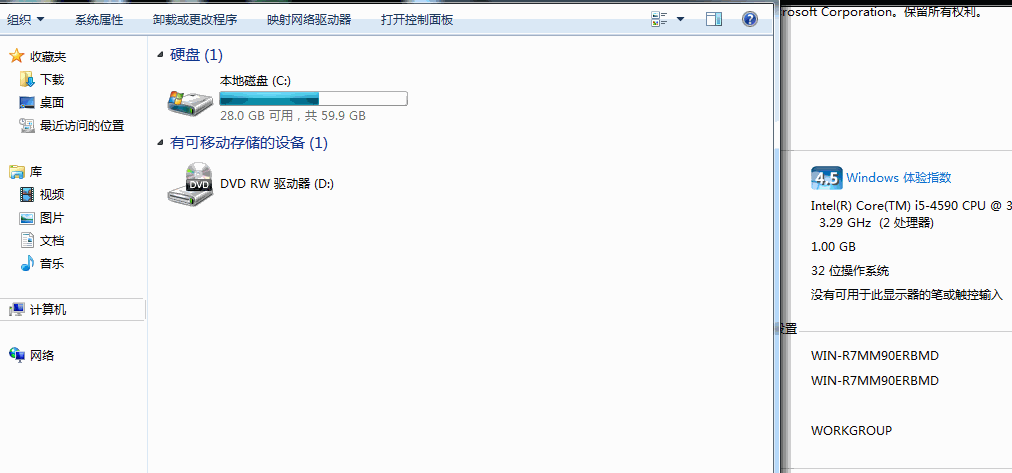 组织 系统属性 卸载或更改程序 映射网络驱动器 打开控制面板
收藏夹
下载
桌面
最近访问的位置
库
视频
图片
文档
音乐
计算机
网络
硬盘 (1)
本地磁盘 (C:)
28.0 GB 可用，共 59.9 GB
有可移动存储的设备 (1)
DVD
DVD RW 驱动器 (D:)
rosoft Corporation。保留所有权利。
4.5 Windows 体验指数
Intel(R) Core(TM) i5-4590 CPU @ 3
3.29 GHz (2 处理器)
1.00 GB
32 位操作系统
没有可用于此显示器的笔或触控输入
设置
WIN-R7MM90ERBMD
WIN-R7MM90ERBMD
WORKGROUP